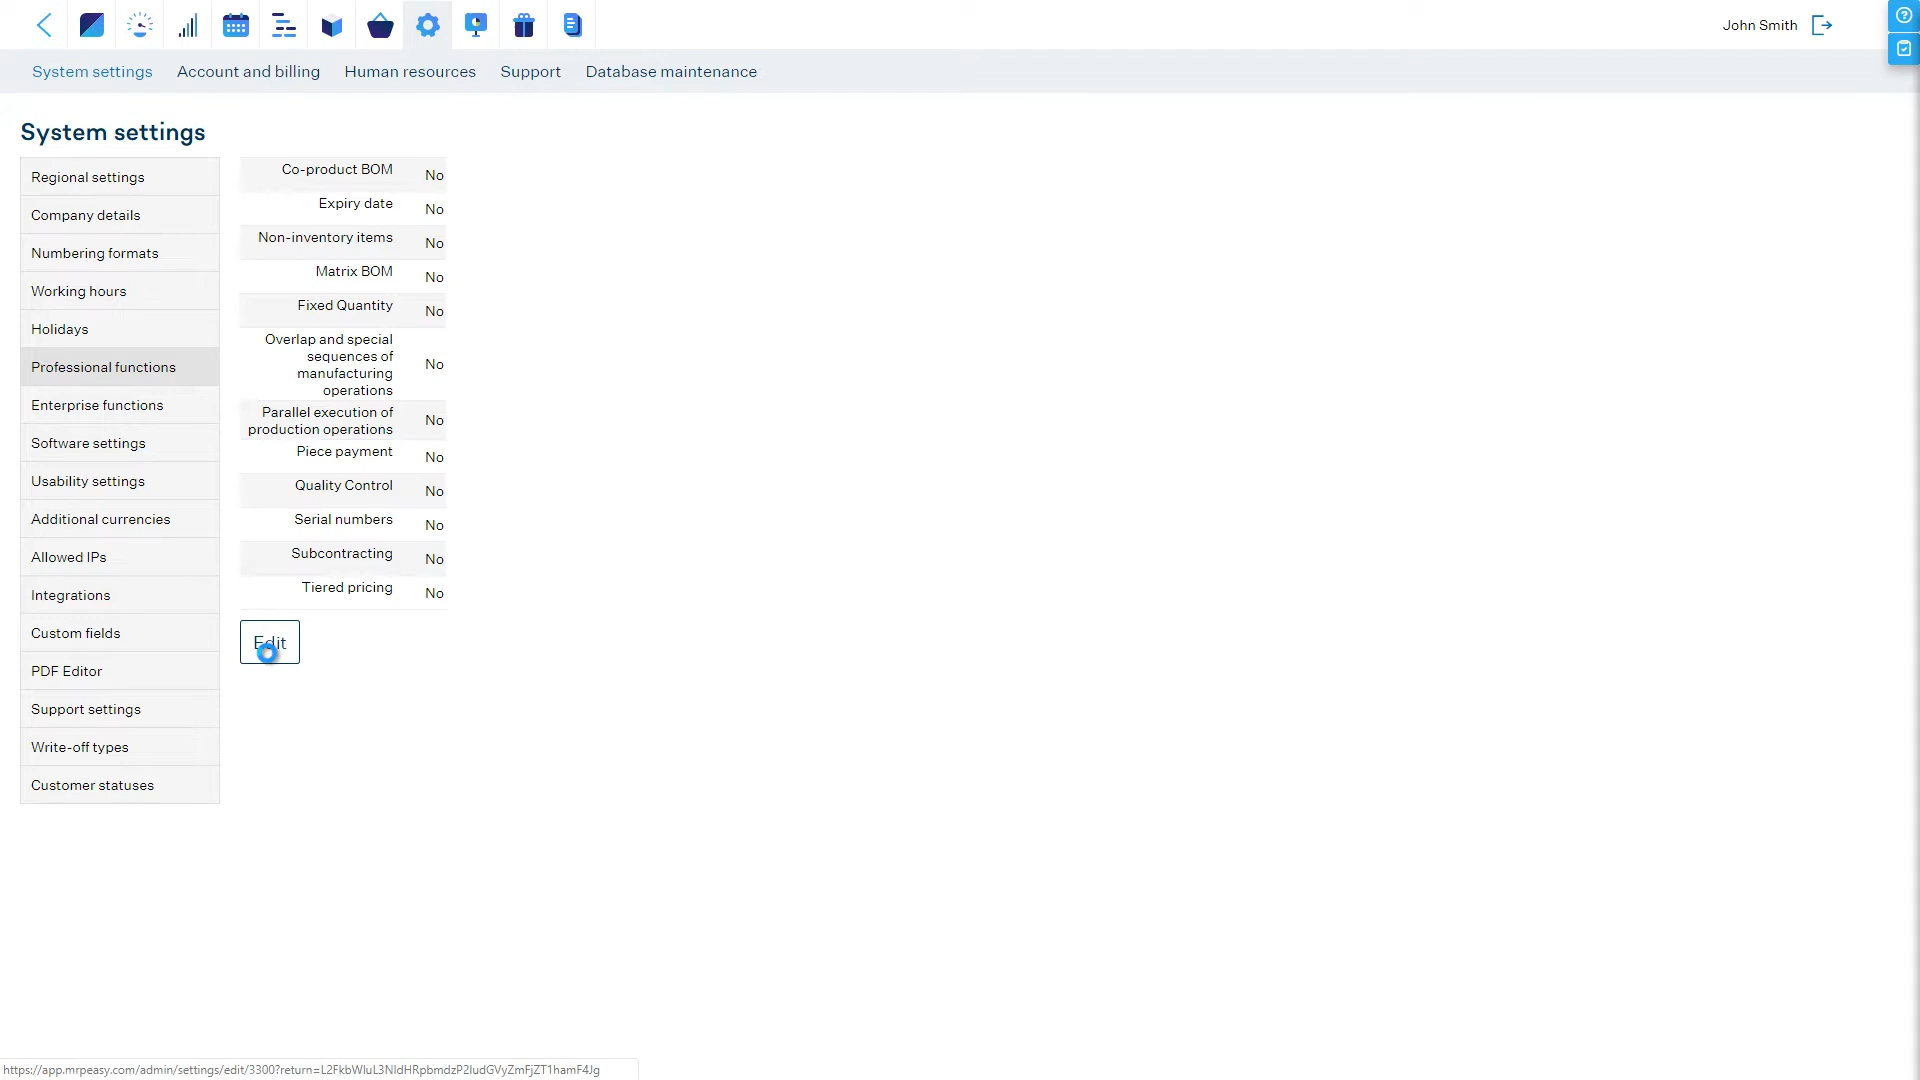 John Smith
System settings
Account and billing
Human resources
Support
Database maintenance
System settings
Regional settings
Company details
Numbering formats
Working hours
Holidays
Professional functions
Enterprise functions
Software settings
Usability settings
Additional currencies
Allowed IPs
Integrations
Custom fields
PDF Editor
Support settings
Write-off types
Customer statuses
Co-product BOM No
Expiry date No
Non-inventory items No
Matrix BOM No
Fixed Quantity No
Overlap and special
sequences of
manufacturing
operations No
Parallel execution of
production operations No
Piece payment No
Quality Control No
Serial numbers No
Subcontracting No
Tiered pricing No
Edit
https://app.mrpeasy.com/admin/settings/edit/3300?return=L2FkbWluL3NldHRpbmdzP2ludGVyZmFjZT1hamF4Jg